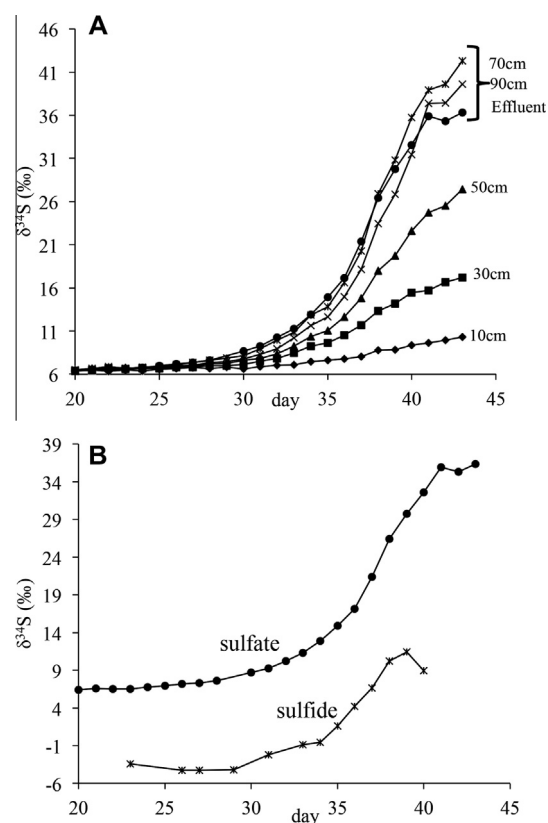 A
46
41
36
31
26
21
16
11
6
δ³⁴S (‰)
70cm
90cm
Effluent
50cm
30cm
10cm
20 25 30 35 40 45
day
B
39
34
29
24
19
14
9
4
-1
-6
δ³⁴S (‰)
sulfate
sulfide
20 25 30 35 40 45
day